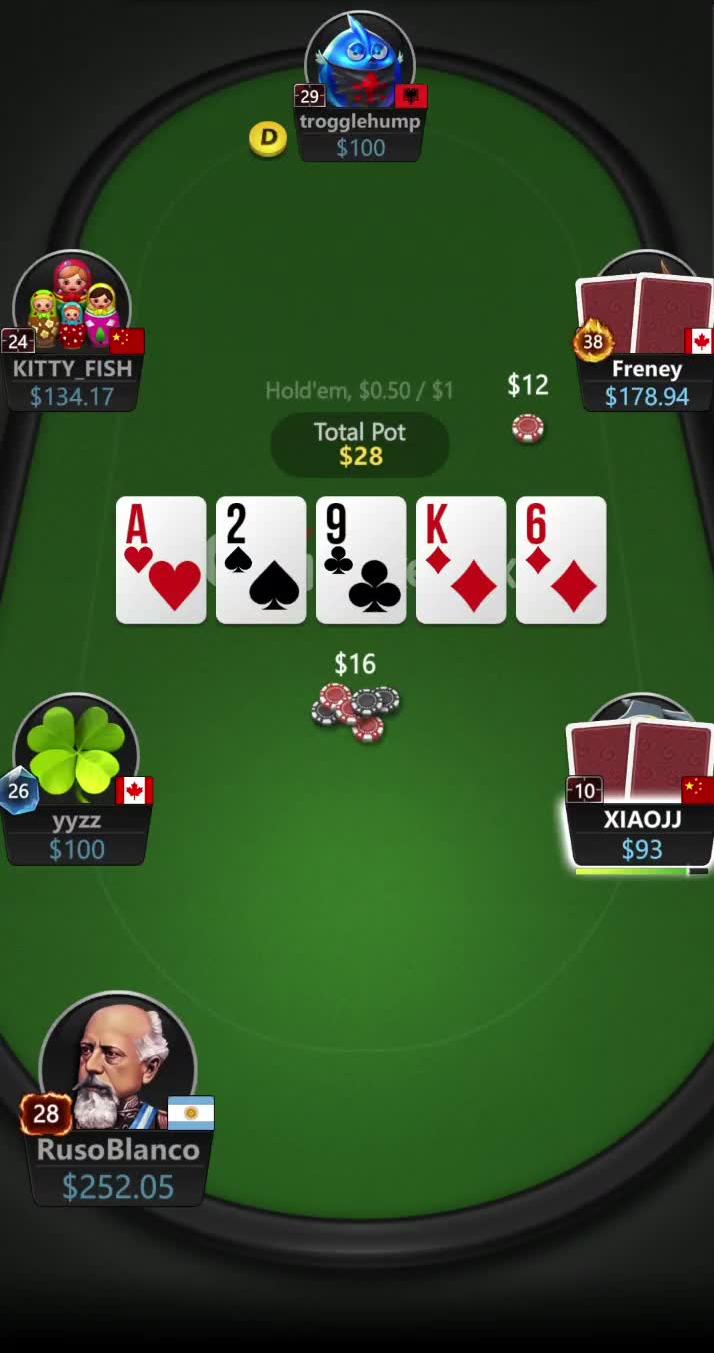 29
trogglehump
$100
D
24
KITTY_FISH
$134.17
38
Freney
$178.94
Hold'em, $0.50 / $1
$12
Total Pot
$28
A
2
9
K
6
$16
26
yyzz
$100
10
XIAOJJ
$93
28
RusoBlanco
$252.05